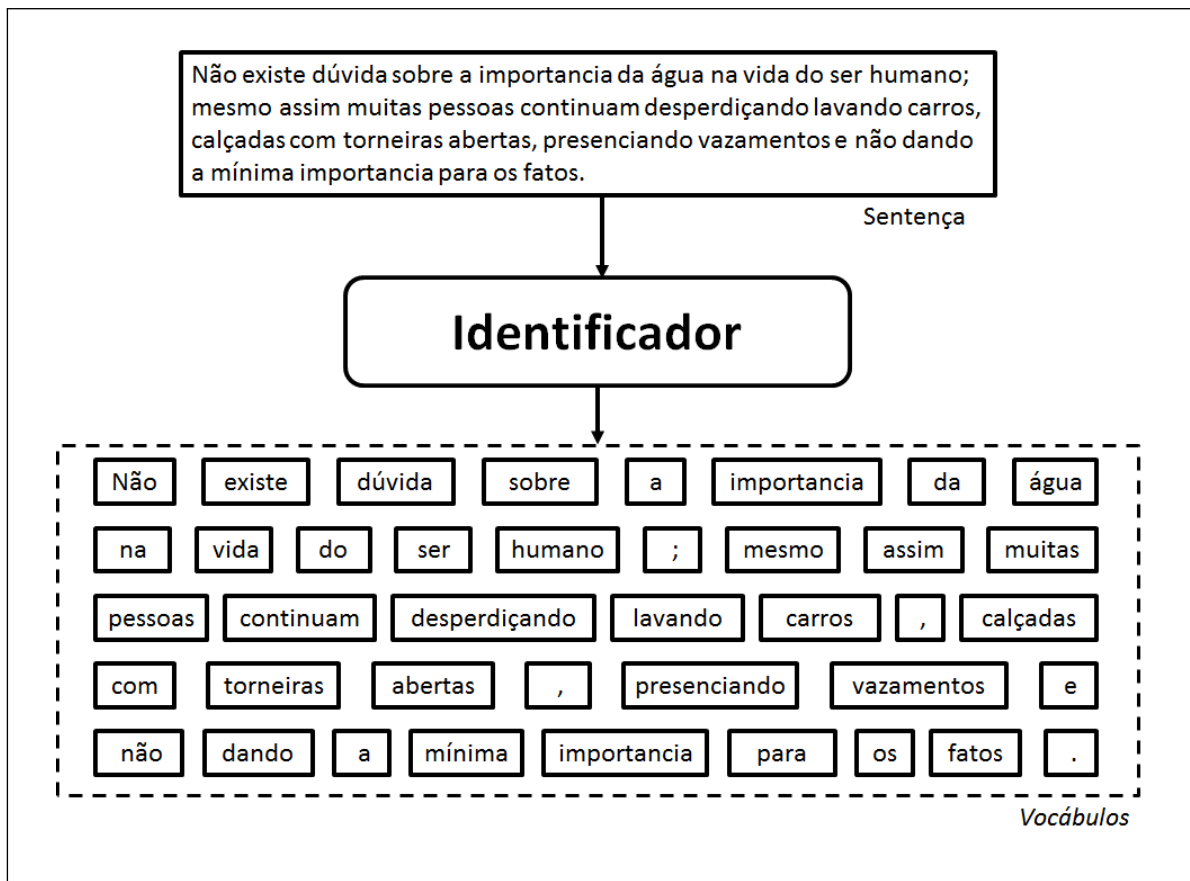 Não existe dúvida sobre a importancia da água na vida do ser humano;
mesmo assim muitas pessoas continuam desperdiçando lavando carros,
calçadas com torneiras abertas, presenciando vazamentos e não dando
a mínima importancia para os fatos.
Sentença
Identificador
Não existe dúvida sobre a importancia da água
na vida do ser humano ; mesmo assim muitas
pessoas continuam desperdiçando lavando carros , calçadas
com torneiras abertas , presenciando vazamentos e
não dando a mínima importancia para os fatos .
Vocábulos